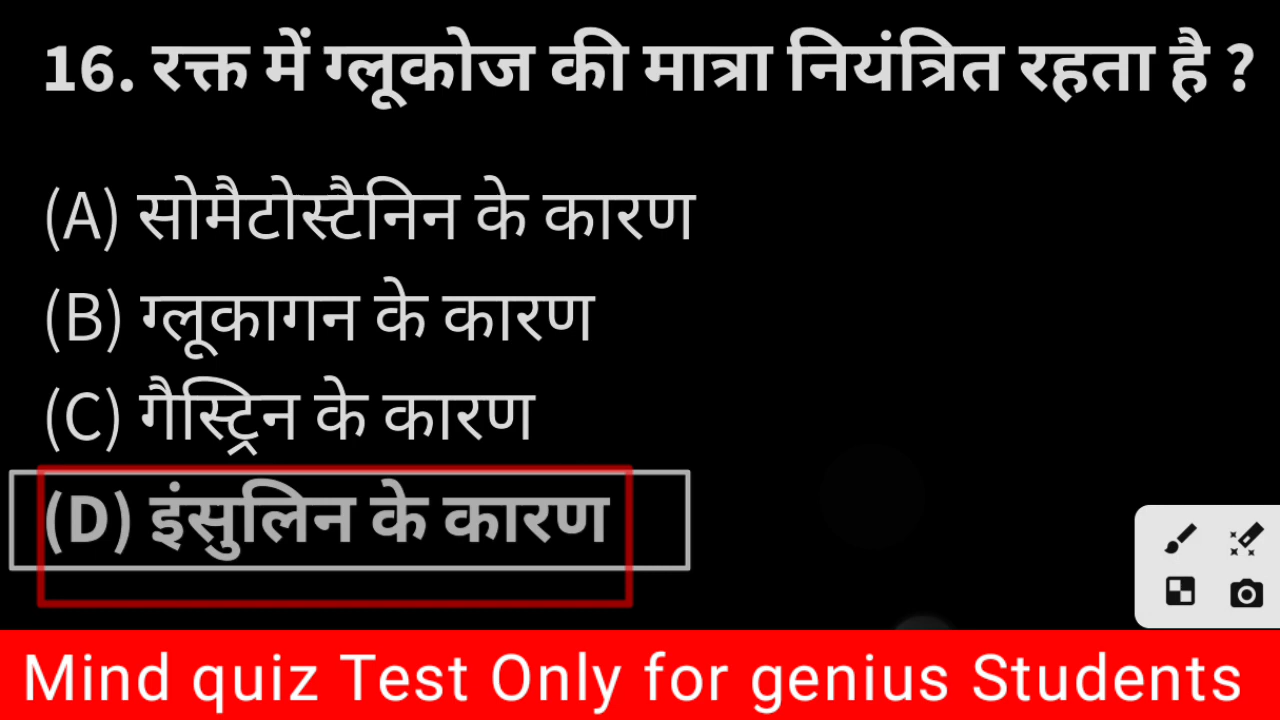 16. रक्त में ग्लूकोज की मात्रा नियंत्रित रहता है ?
(A) सोमैटोस्टैनिन के कारण
(B) ग्लूकागन के कारण
(C) गैस्ट्रिन के कारण
(D) इंसुलिन के कारण
Mind quiz Test Only for genius Students